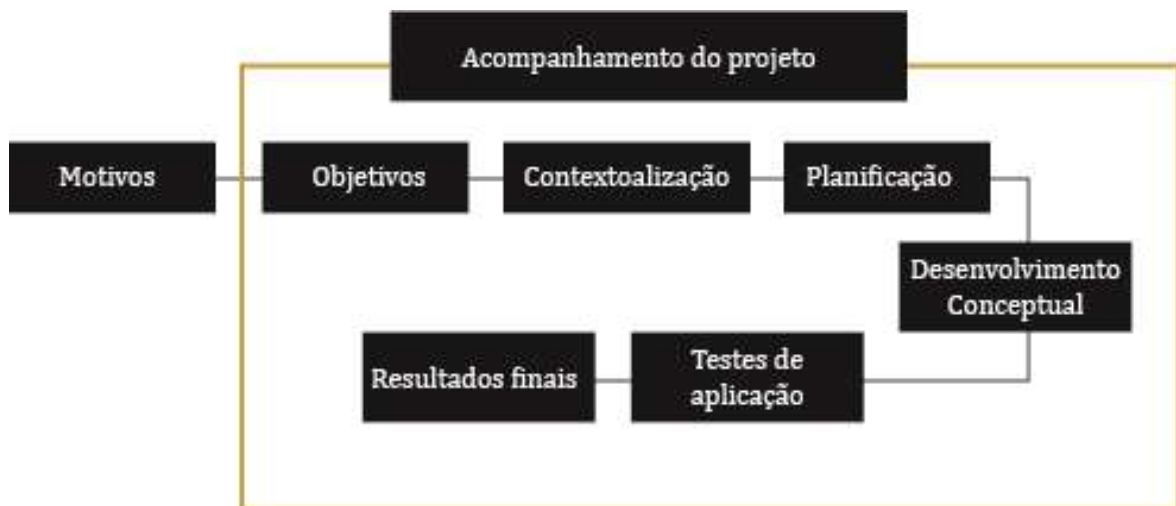 Acompanhamento do projeto
Motivos
Objetivos
Contextoalização
Planificação
Desenvolvimento
Conceptual
Testes de
aplicação
Resultados finais